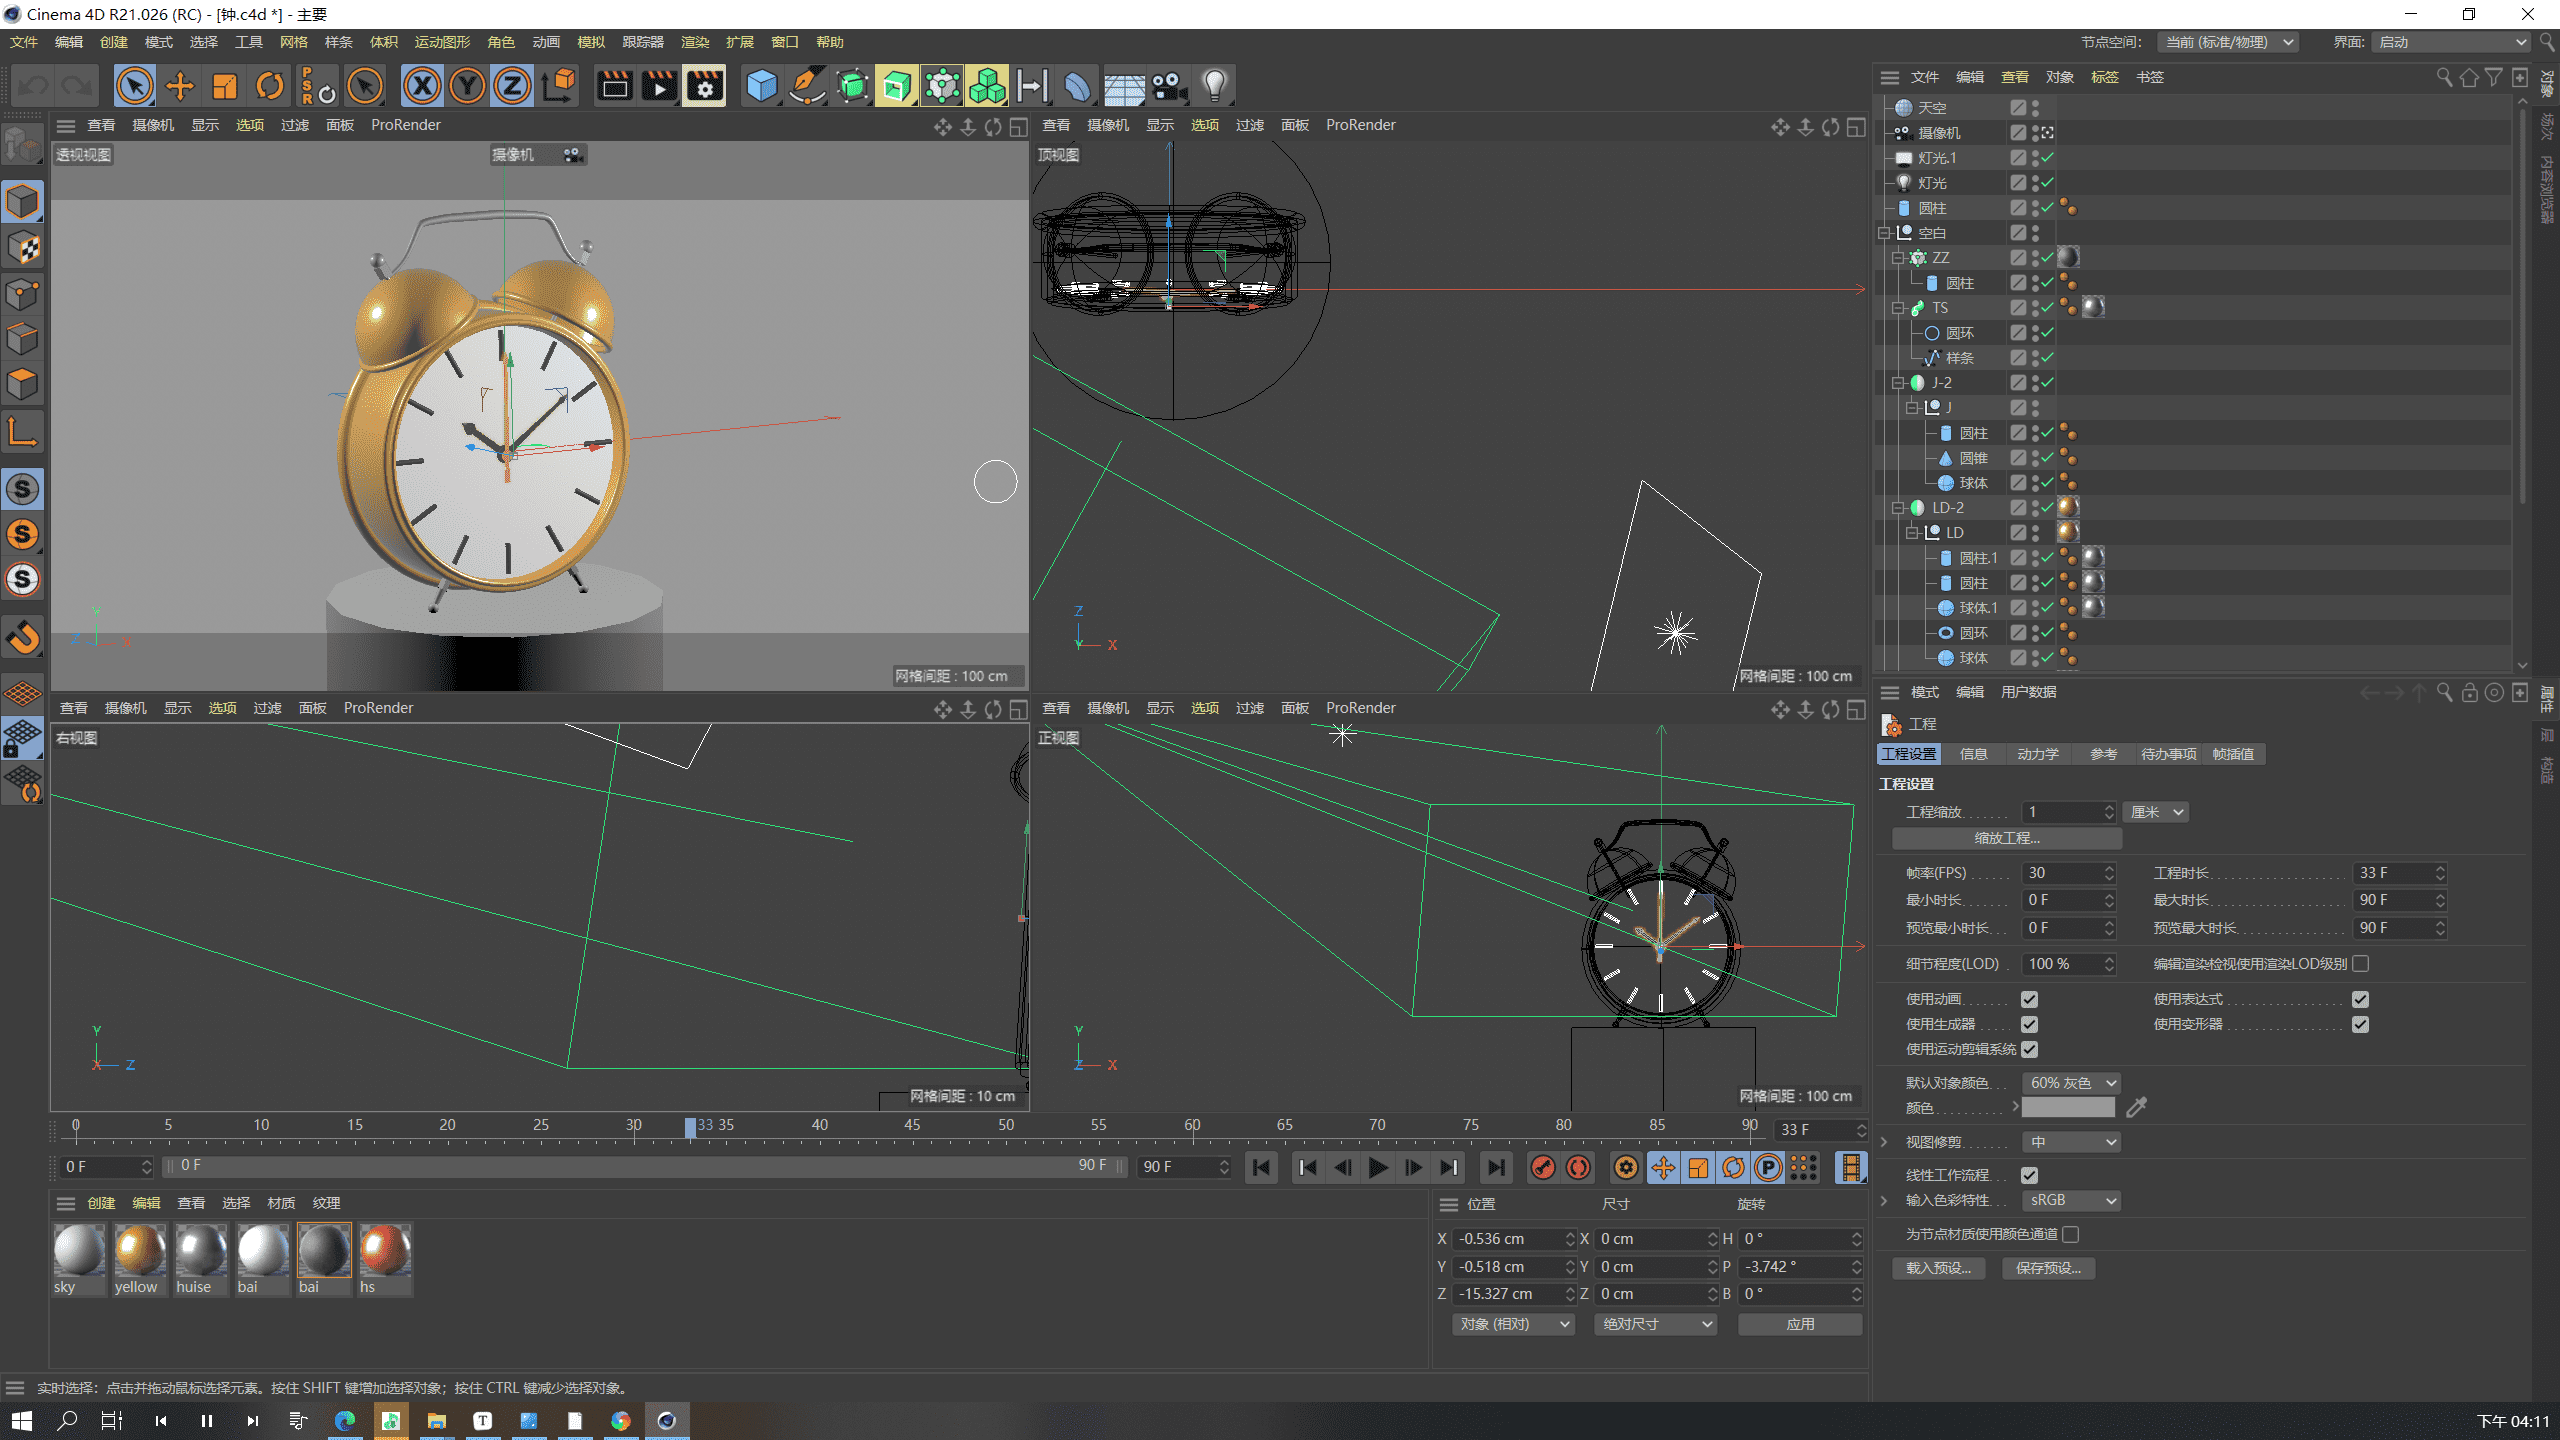 Cinema 4D R21.026 (RC) - [钟.c4d *] - 主要
文件 编辑 创建 模式 选择 工具 网格 样条 体积 运动图形 角色 动画 模拟 跟踪器 渲染 扩展 窗口 帮助
节点空间: 当前 (标准/物理) 界面: 启动
PSR X Y Z
查看 摄像机 显示 选项 过滤 面板 ProRender
透视视图
摄像机
Y
Z X
网格间距 : 100 cm
查看 摄像机 显示 选项 过滤 面板 ProRender
顶视图
Z
Y X
网格间距 : 100 cm
查看 摄像机 显示 选项 过滤 面板 ProRender
右视图
Y
X Z
网格间距 : 10 cm
查看 摄像机 显示 选项 过滤 面板 ProRender
正视图
Y
Z X
网格间距 : 100 cm
S
S
S
文件 编辑 查看 对象 标签 书签
天空
摄像机
灯光.1
灯光
圆柱
空白
ZZ
圆柱
TS
圆环
样条
J-2
J
圆柱
圆锥
球体
LD-2
LD
圆柱.1
圆柱
球体.1
圆环
球体
对象
场次
内容浏览器
属性
层
构造
模式 编辑 用户数据
工程
工程设置 信息 动力学 参考 待办事项 帧插值
工程设置
工程缩放 . . . . . . . 1 厘米
缩放工程...
帧率(FPS) . . . . . . 30 工程时长 33 F
最小时长 0 F 最大时长 90 F
预览最小时长 0 F 预览最大时长 90 F
细节程度(LOD) . 100 % 编辑渲染检视使用渲染LOD级别
使用动画 使用表达式
使用生成器 使用变形器
使用运动剪辑系统
默认对象颜色 60% 灰色
颜色
视图修剪 中
线性工作流程
输入色彩特性 sRGB
为节点材质使用颜色通道
载入预设... 保存预设...
0 5 10 15 20 25 30 33 35 40 45 50 55 60 65 70 75 80 85 90 33 F
0 F 0 F 90 F 90 F P
创建 编辑 查看 选择 材质 纹理
sky yellow huise bai bai hs
位置 尺寸 旋转
X -0.536 cm X 0 cm H 0 °
Y -0.518 cm Y 0 cm P -3.742 °
Z -15.327 cm Z 0 cm B 0 °
对象 (相对) 绝对尺寸 应用
实时选择：点击并拖动鼠标选择元素。按住 SHIFT 键增加选择对象；按住 CTRL 键减少选择对象。
T
下午 04:11